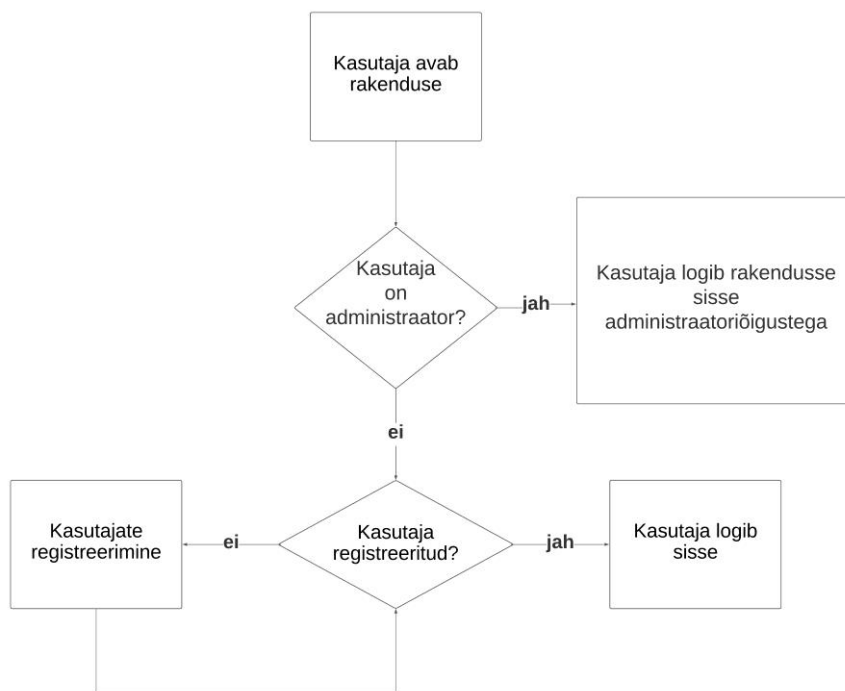 Kasutaja avab
rakenduse
Kasutaja
on
administraator?
jah
Kasutaja logib rakendusse
sisse
administraatoriõigustega
ei
Kasutajate
registreerimine
ei
Kasutaja
registreeritud?
jah
Kasutaja logib
sisse